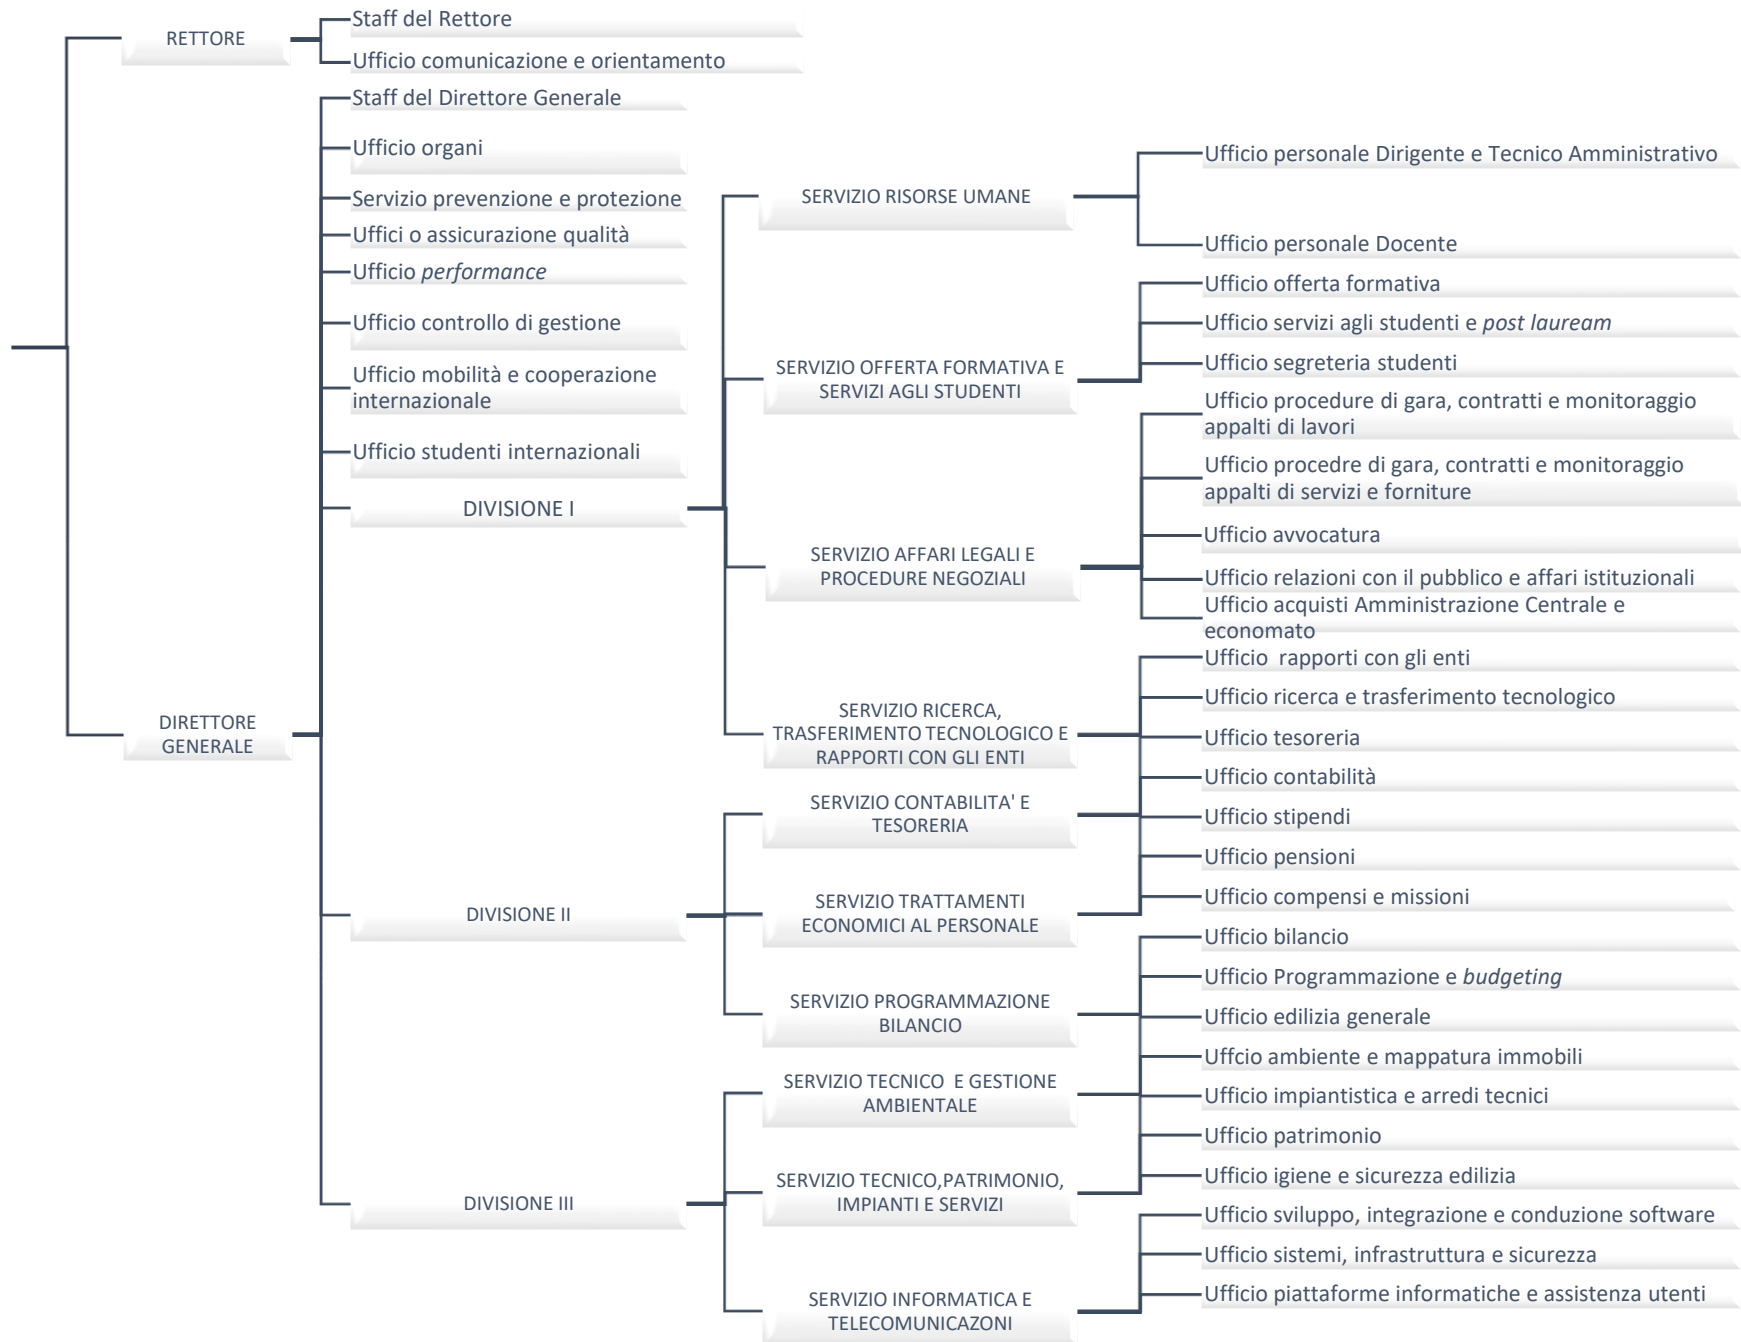 RETTORE
Staff del Rettore
Ufficio comunicazione e orientamento
DIRETTORE
GENERALE
Staff del Direttore Generale
Ufficio organi
Servizio prevenzione e protezione
Uffici o assicurazione qualità
Ufficio performance
Ufficio controllo di gestione
Ufficio mobilità e cooperazione
internazionale
Ufficio studenti internazionali
DIVISIONE I
SERVIZIO RISORSE UMANE
Ufficio personale Dirigente e Tecnico Amministrativo
Ufficio personale Docente
SERVIZIO OFFERTA FORMATIVA E
SERVIZI AGLI STUDENTI
Ufficio offerta formativa
Ufficio servizi agli studenti e post lauream
Ufficio segreteria studenti
SERVIZIO AFFARI LEGALI E
PROCEDURE NEGOZIALI
Ufficio procedure di gara, contratti e monitoraggio
appalti di lavori
Ufficio procedre di gara, contratti e monitoraggio
appalti di servizi e forniture
Ufficio avvocatura
Ufficio relazioni con il pubblico e affari istituzionali
Ufficio acquisti Amministrazione Centrale e
economato
SERVIZIO RICERCA,
TRASFERIMENTO TECNOLOGICO E
RAPPORTI CON GLI ENTI
Ufficio  rapporti con gli enti
Ufficio ricerca e trasferimento tecnologico
DIVISIONE II
SERVIZIO CONTABILITA' E
TESORERIA
Ufficio tesoreria
Ufficio contabilità
SERVIZIO TRATTAMENTI
ECONOMICI AL PERSONALE
Ufficio stipendi
Ufficio pensioni
Ufficio compensi e missioni
SERVIZIO PROGRAMMAZIONE
BILANCIO
Ufficio bilancio
Ufficio Programmazione e budgeting
DIVISIONE III
SERVIZIO TECNICO  E GESTIONE
AMBIENTALE
Ufficio edilizia generale
Uffcio ambiente e mappatura immobili
SERVIZIO TECNICO,PATRIMONIO,
IMPIANTI E SERVIZI
Ufficio impiantistica e arredi tecnici
Ufficio patrimonio
Ufficio igiene e sicurezza edilizia
SERVIZIO INFORMATICA E
TELECOMUNICAZONI
Ufficio sviluppo, integrazione e conduzione software
Ufficio sistemi, infrastruttura e sicurezza
Ufficio piattaforme informatiche e assistenza utenti